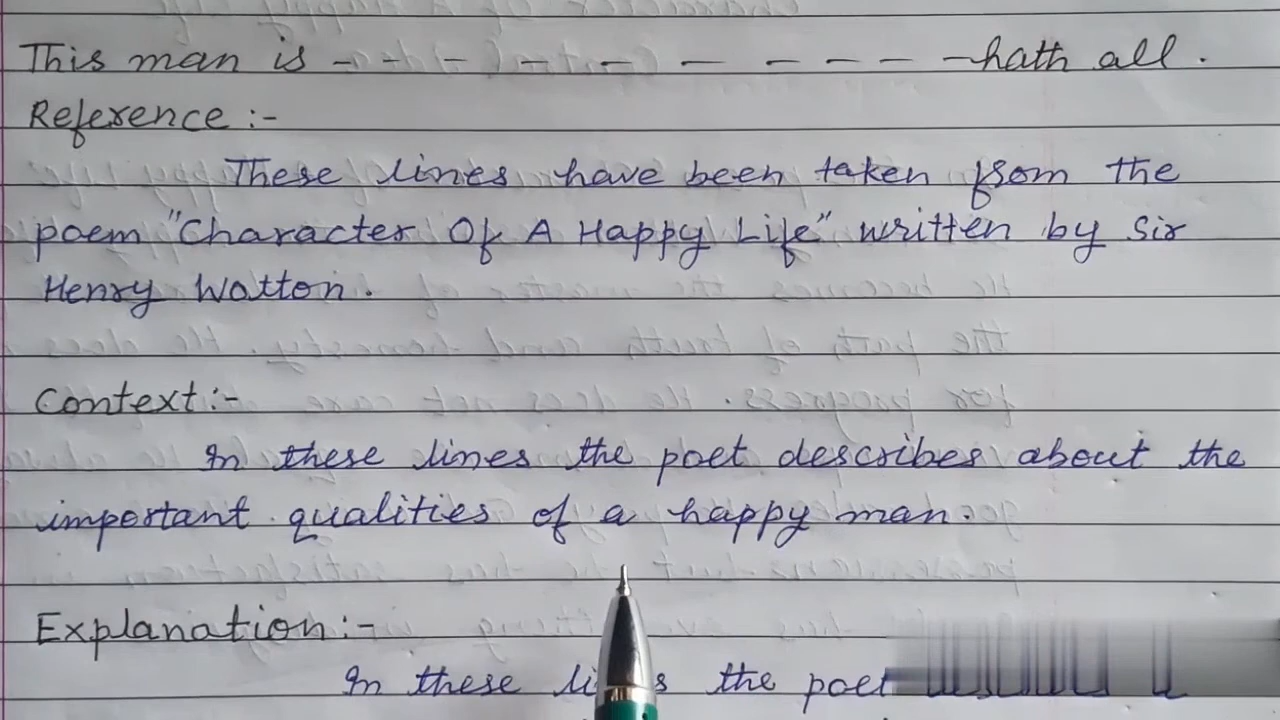 This man is - - - - - - - - - - -hath all.
Reference :-
These lines have been taken from the
poem "Character Of A Happy Life" written by Sir
Henry Wotton.
Context :-
In these lines the poet describes about the
important qualities of a happy man.
Explanation :-
In these the poet